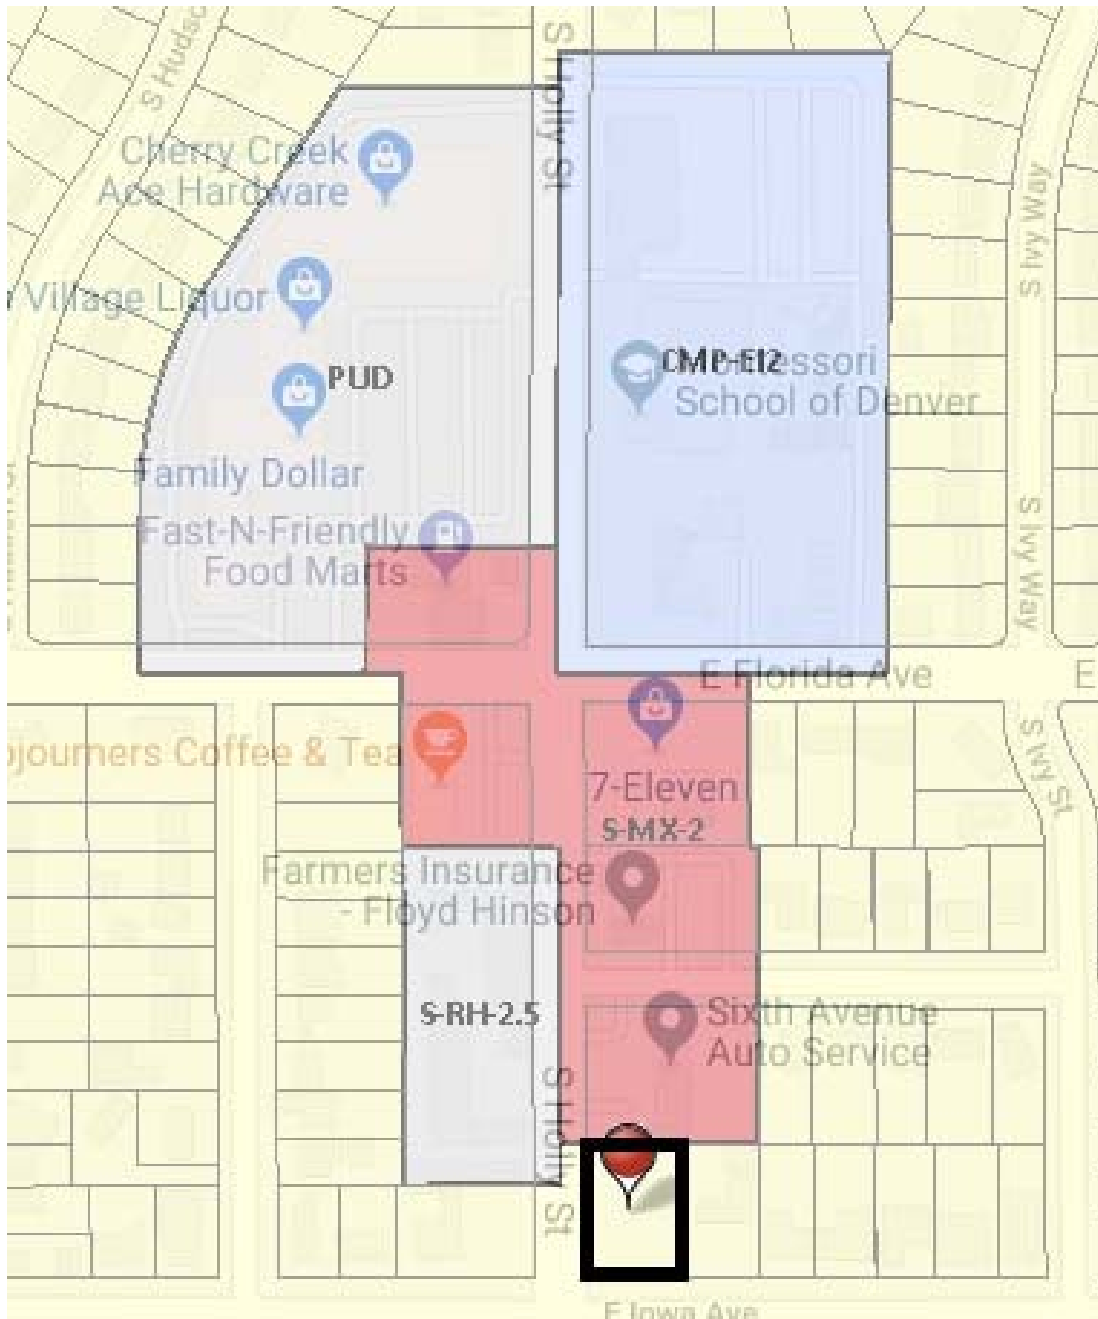 S Hudso
S Holly St
Cherry Creek
Ace Hardware
S Ivy Way
Village Liquor
PUD
CMP-EI2
essori
School of Denver
Family Dollar
Fast-N-Friendly
Food Marts
S Ivy Way
E Florida Ave
E
ojourners Coffee & Tea
S Ivy St
7-Eleven
S-MX-2
Farmers Insurance
- Floyd Hinson
S-RH-2.5
Sixth Avenue
Auto Service
S Holly St
E Iowa Ave